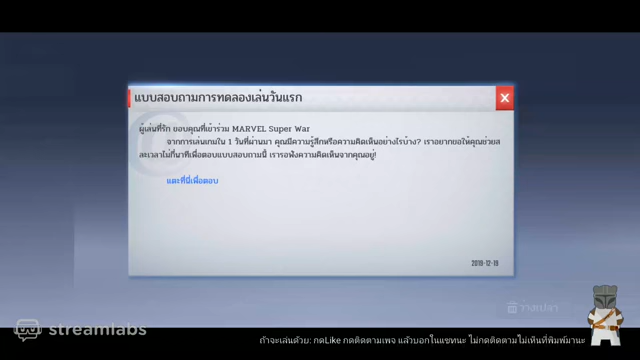 แบบสอบถามการทดลองเล่นวันแรก
ผู้เล่นที่รัก ขอบคุณที่เข้าร่วม MARVEL Super War
จากการเล่นเกมใน 1 วันที่ผ่านมา คุณมีความรู้สึกหรือความคิดเห็นอย่างไรบ้าง? เราอยากขอให้คุณช่วยส
ละเวลาไม่กี่นาทีเพื่อตอบแบบสอบถามนี้ เรารอฟังความคิดเห็นจากคุณอยู่!
แตะที่นี่เพื่อตอบ
2019-12-19
ว่างเปล่า
streamlabs
ถ้าจะเล่นด้วย: กดLike กดติดตามเพจ แล้วบอกในแชทนะ ไม่กดติดตามไม่เห็นที่พิมพ์มานะ